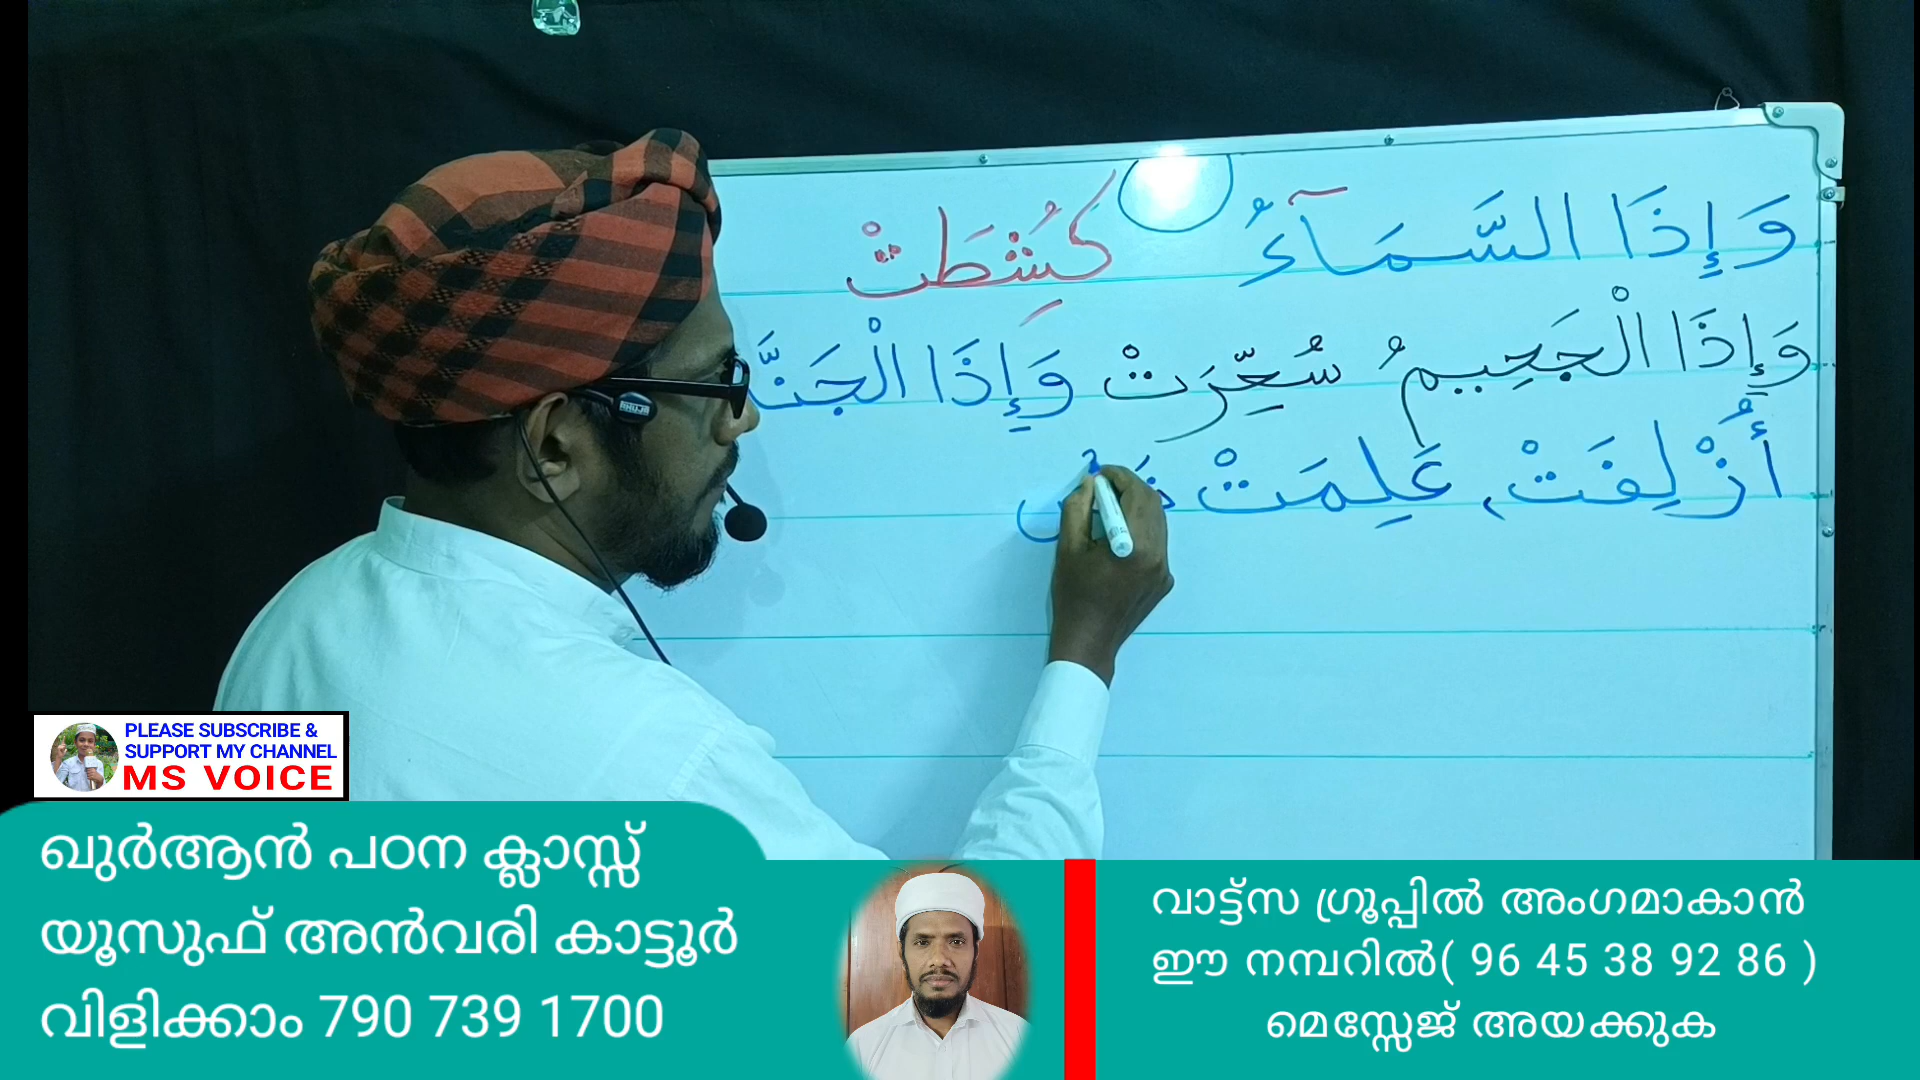 وَإِذَا السَّمَآءُ كُشِطَتْ
وَإِذَا الْجَحِيمُ سُعِّرَتْ وَإِذَا الْجَنَّ
أُزْلِفَتْ، عَلِمَتْ
PLEASE SUBSCRIBE &
SUPPORT MY CHANNEL
MS VOICE
ഖുർആൻ പഠന ക്ലാസ്സ്
യൂസുഫ് അൻവരി കാട്ടൂർ
വിളിക്കാം 790 739 1700
വാട്ട്സ ഗ്രൂപ്പിൽ അംഗമാകാൻ
ഈ നമ്പറിൽ( 96 45 38 92 86 )
മെസ്സേജ് അയക്കുക